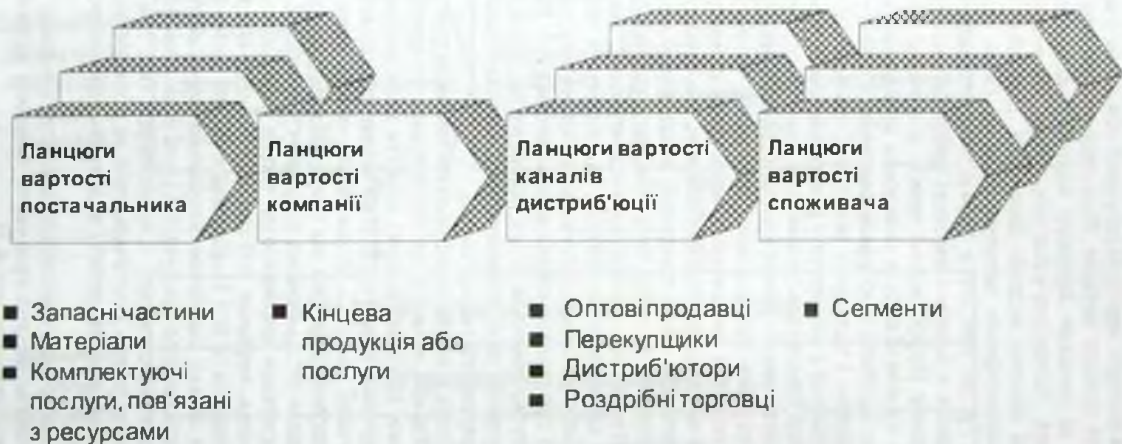 Ланцюги
вартості
постачальника
Ланцюги
вартості
компанії
Ланцюги вартості
каналів
дистриб'юції
Ланцюги
вартості
споживача
■ Запасні частини
■ Матеріали
■ Комплектуючі
послуги, пов'язані
з ресурсами
■ Кінцева
продукція або
послуги
■ Оптові продавці
■ Перекупщики
■ Дистриб'ютори
■ Роздрібні торговці
■ Сегменти